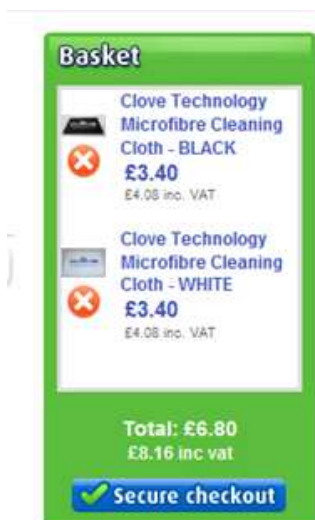 Basket
Clove Technology
Microfibre Cleaning
Cloth - BLACK
£3.40
£4.08 inc. VAT
Clove Technology
Microfibre Cleaning
Cloth - WHITE
£3.40
£4.08 inc. VAT
Total: £6.80
£8.16 inc vat
Secure checkout